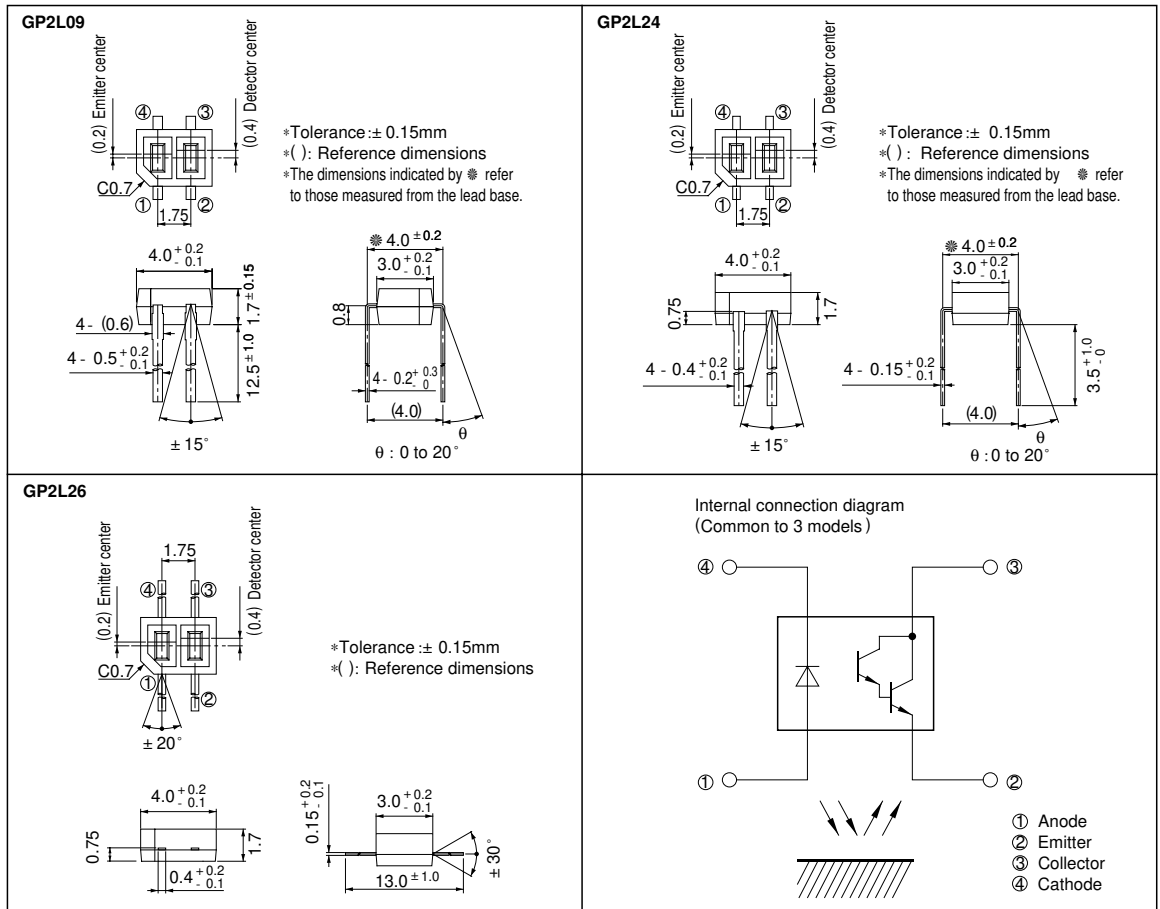 GP2L09
(0.2) Emitter center
(0.4) Detector center
④ ③
C0.7
① ②
1.75
*Tolerance :± 0.15mm
*( ): Reference dimensions
*The dimensions indicated by ❋ refer
to those measured from the lead base.
4.0 +0.2 - 0.1
1.7 ± 0.15
4 - (0.6)
4 - 0.5 +0.2 - 0.1
12.5 ± 1.0
± 15°
❋ 4.0 ± 0.2
3.0 +0.2 - 0.1
0.8
4 - 0.2 +0.3 - 0
(4.0)
θ
θ : 0 to 20°
GP2L24
(0.2) Emitter center
(0.4) Detector center
④ ③
C0.7
① ②
1.75
*Tolerance :± 0.15mm
*( ): Reference dimensions
*The dimensions indicated by ❋ refer
to those measured from the lead base.
4.0 +0.2 - 0.1
0.75
1.7
4 - 0.4 +0.2 - 0.1
± 15°
❋ 4.0 ± 0.2
3.0 +0.2 - 0.1
4 - 0.15 +0.2 - 0.1
3.5 +1.0 - 0
(4.0)
θ
θ : 0 to 20°
GP2L26
(0.2) Emitter center
(0.4) Detector center
1.75
④ ③
C0.7
① ②
± 20°
*Tolerance :± 0.15mm
*( ): Reference dimensions
4.0 +0.2 - 0.1
0.75
1.7
0.4 +0.2 - 0.1
0.15 +0.2 - 0.1
3.0 +0.2 - 0.1
13.0 ± 1.0
± 30°
Internal connection diagram
(Common to 3 models)
④ ③
① ②
① Anode
② Emitter
③ Collector
④ Cathode